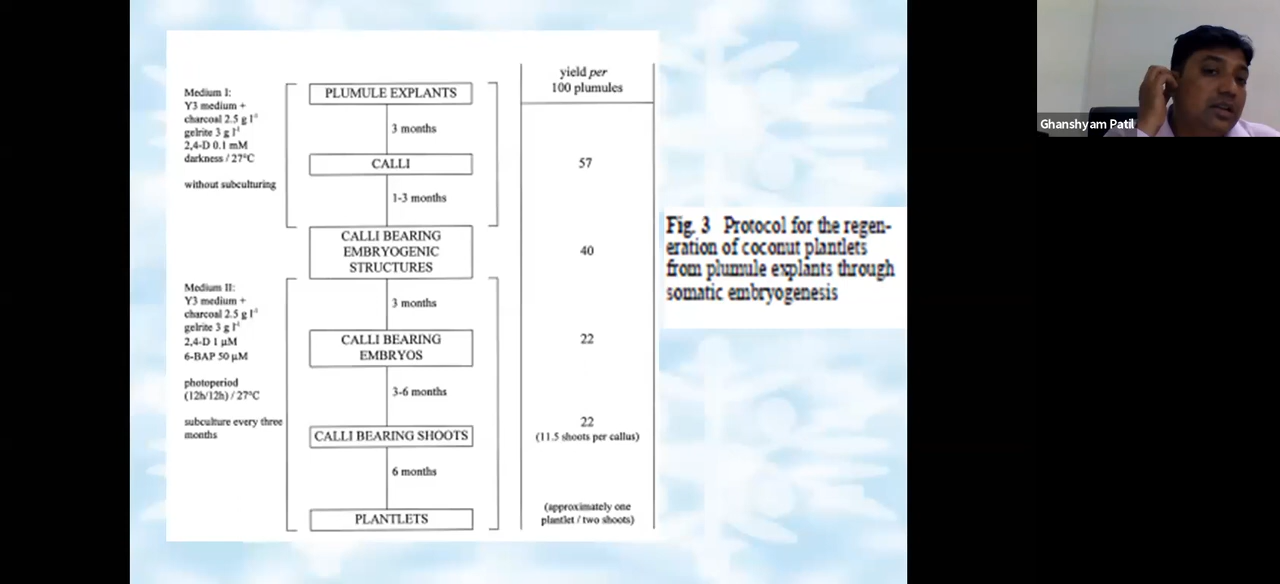 Medium I:
Y3 medium +
charcoal 2.5 g l⁻¹
gelrite 3 g l⁻¹
2,4-D 0.1 mM
darkness / 27°C
without subculturing
Medium II:
Y3 medium +
charcoal 2.5 g l⁻¹
gelrite 3 g l⁻¹
2,4-D 1 µM
6-BAP 50 µM
photoperiod
(12h/12h) / 27°C
subculture every three
months
PLUMULE EXPLANTS
3 months
CALLI
1-3 months
CALLI BEARING
EMBRYOGENIC
STRUCTURES
3 months
CALLI BEARING
EMBRYOS
3-6 months
CALLI BEARING SHOOTS
6 months
PLANTLETS
yield per
100 plumules
57
40
22
22
(11.5 shoots per callus)
(approximately one
plantlet / two shoots)
Fig. 3 Protocol for the regen-
eration of coconut plantlets
from plumule explants through
somatic embryogenesis
Ghanshyam Patil